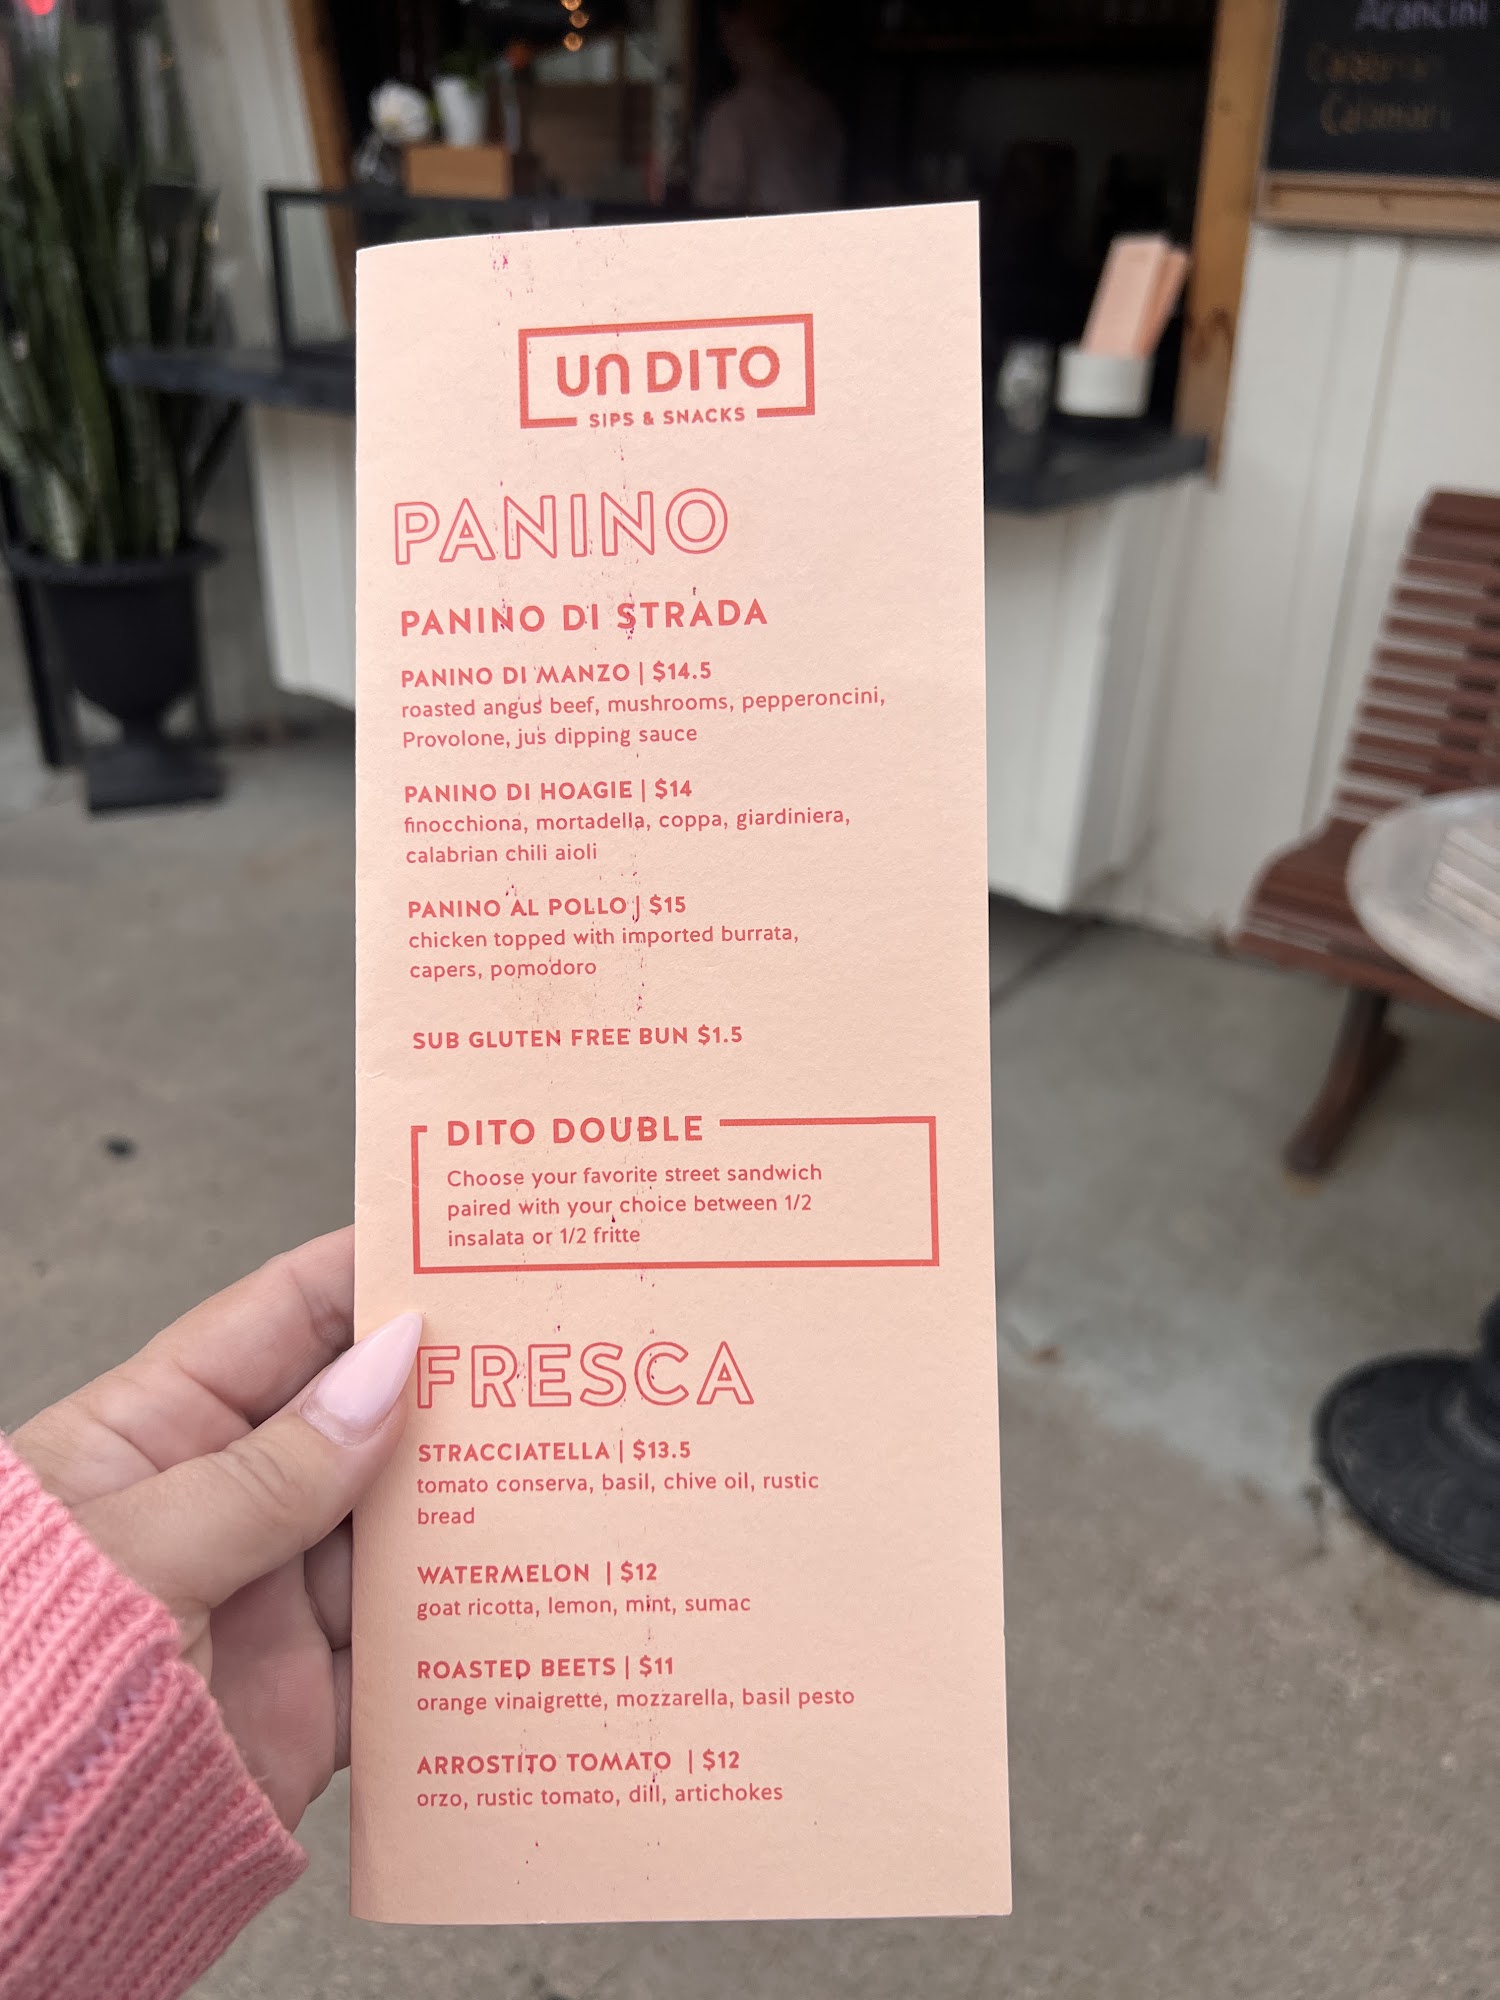 Arancini
UN DITO
SIPS & SNACKS
PANINO
PANINO DI STRADA
PANINO DI MANZO | $14.5
roasted angus beef, mushrooms, pepperoncini,
Provolone, jus dipping sauce
PANINO DI HOAGIE | $14
finocchiona, mortadella, coppa, giardiniera,
calabrian chili aioli
PANINO AL POLLO | $15
chicken topped with imported burrata,
capers, pomodoro
SUB GLUTEN FREE BUN $1.5
DITO DOUBLE
Choose your favorite street sandwich
paired with your choice between 1/2
insalata or 1/2 fritte
FRESCA
STRACCIATELLA | $13.5
tomato conserva, basil, chive oil, rustic
bread
WATERMELON | $12
goat ricotta, lemon, mint, sumac
ROASTED BEETS | $11
orange vinaigrette, mozzarella, basil pesto
ARROSTITO TOMATO | $12
orzo, rustic tomato, dill, artichokes